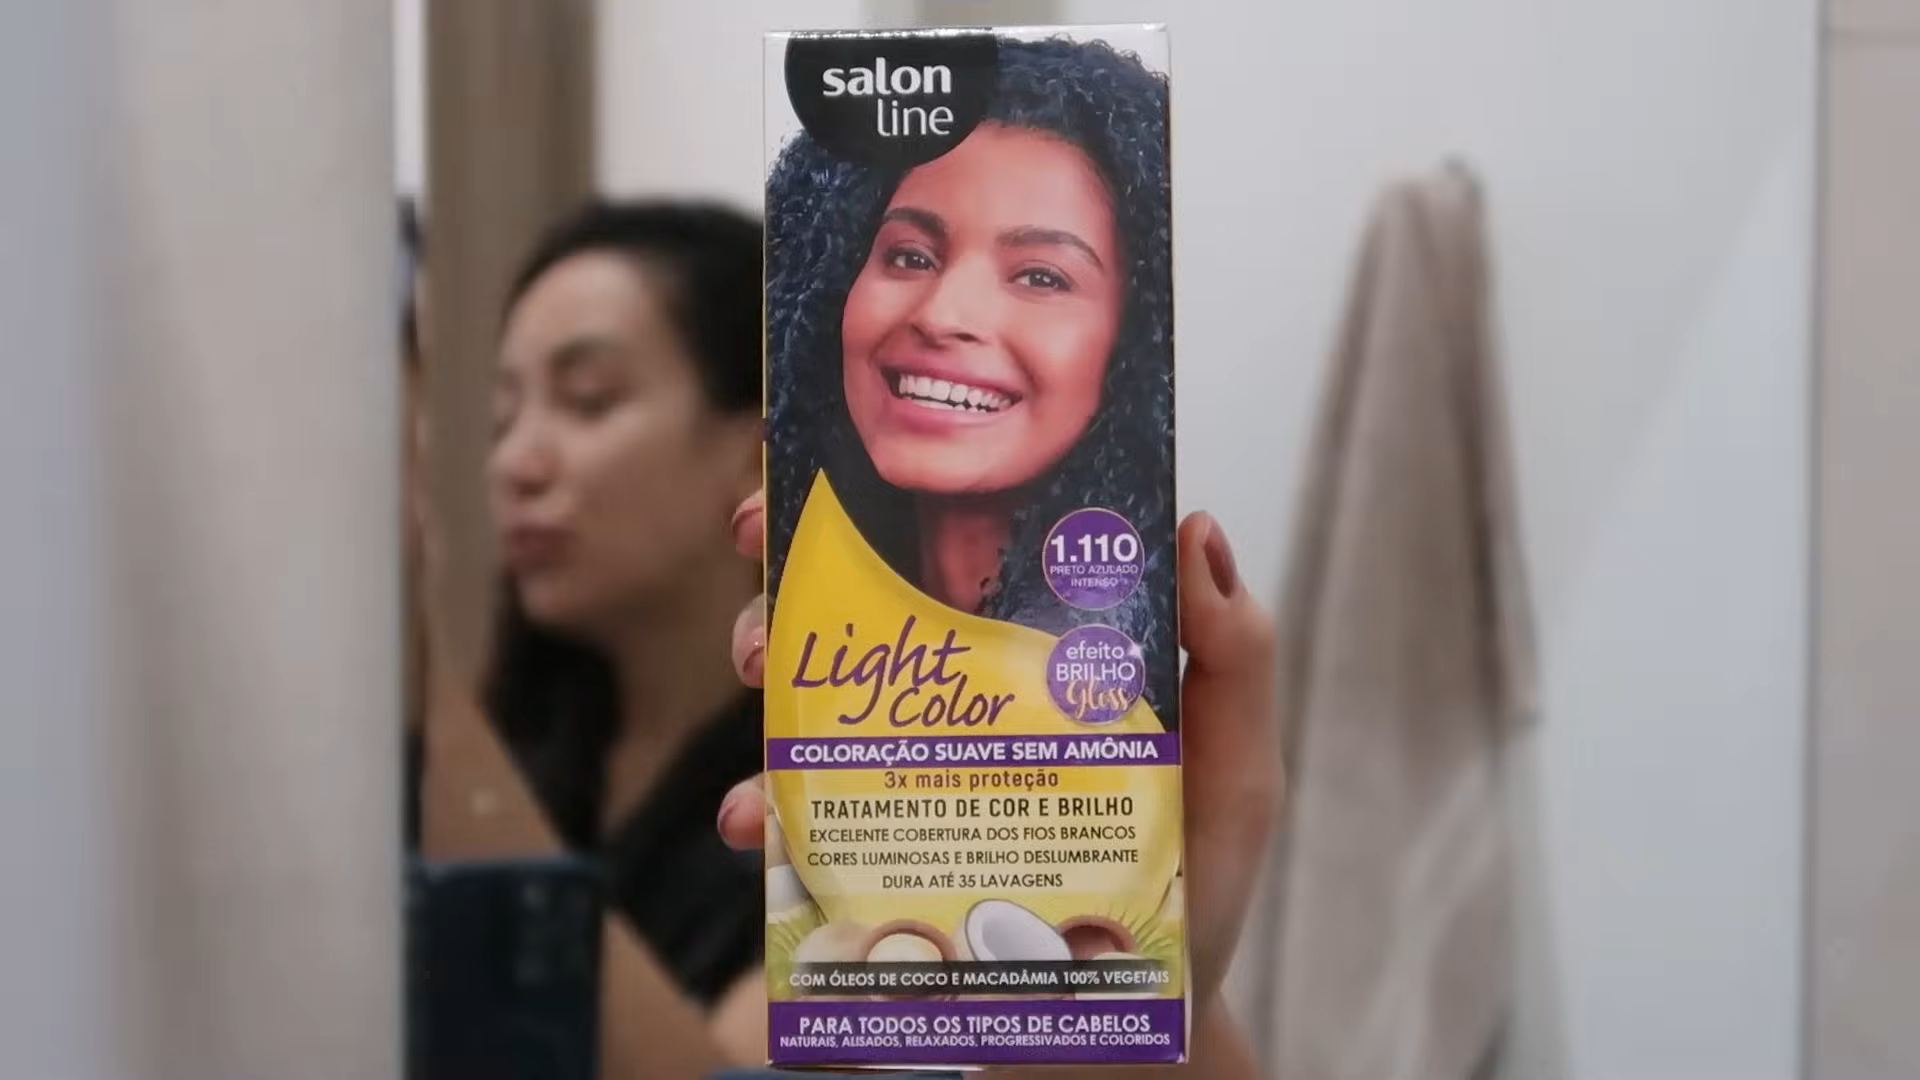 salon
line
1.110
PRETO AZULADO
INTENSO
Light
Color
efeito
BRILHO
Gloss
COLORAÇÃO SUAVE SEM AMÔNIA
3x mais proteção
TRATAMENTO DE COR E BRILHO
EXCELENTE COBERTURA DOS FIOS BRANCOS
CORES LUMINOSAS E BRILHO DESLUMBRANTE
DURA ATÉ 35 LAVAGENS
COM ÓLEOS DE COCO E MACADÂMIA 100% VEGETAIS
PARA TODOS OS TIPOS DE CABELOS
NATURAIS, ALISADOS, RELAXADOS, PROGRESSIVADOS E COLORIDOS